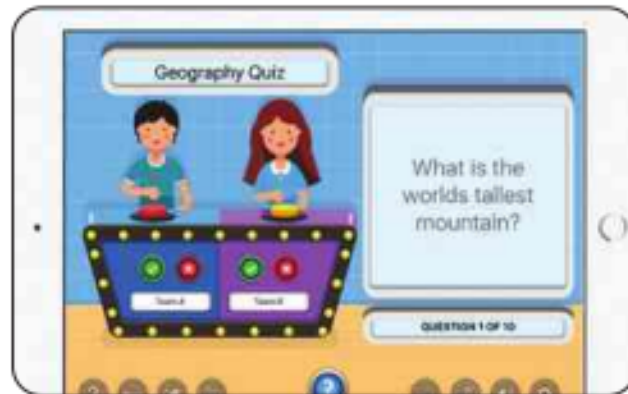 Geography Quiz
What is the
worlds tallest
mountain?
Team A
Team B
QUESTION 1 OF 10
?